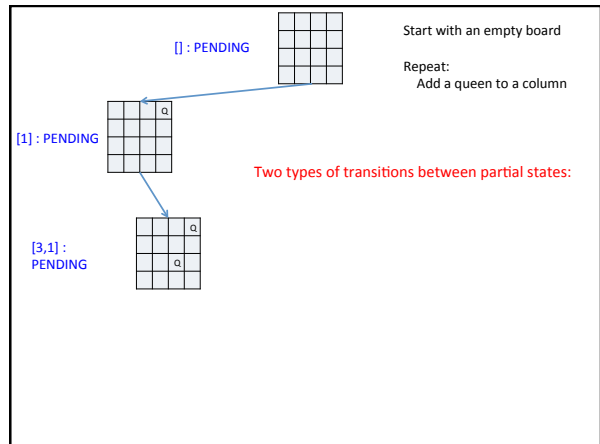 [] : PENDING
Start with an empty board
Repeat:
Add a queen to a column
[1] : PENDING
Q
Two types of transitions between partial states:
[3,1] :
PENDING
Q
Q